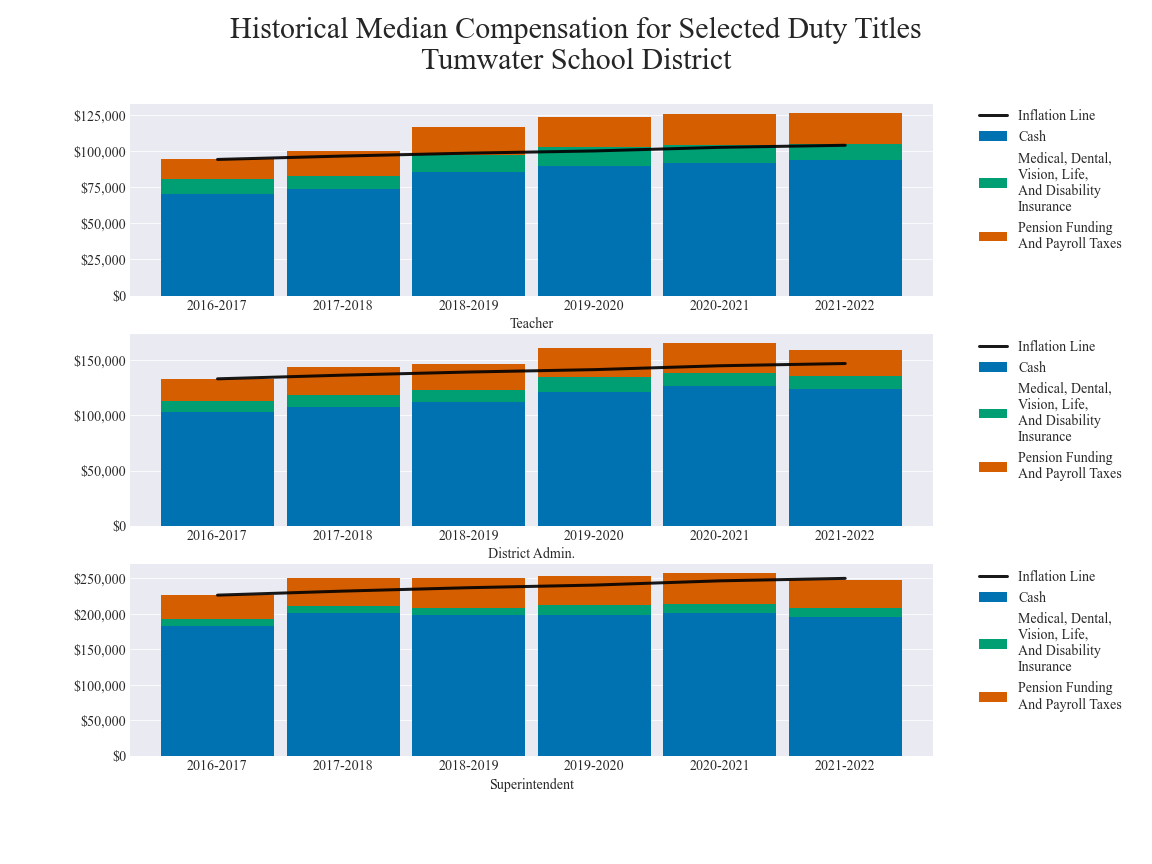 Historical Median Compensation for Selected Duty Titles
Tumwater School District
$125,000
$100,000
$75,000
$50,000
$25,000
$0
2016-2017 2017-2018 2018-2019 2019-2020 2020-2021 2021-2022
Teacher
Inflation Line
Cash
Medical, Dental,
Vision, Life,
And Disability
Insurance
Pension Funding
And Payroll Taxes
$150,000
$100,000
$50,000
$0
2016-2017 2017-2018 2018-2019 2019-2020 2020-2021 2021-2022
District Admin.
Inflation Line
Cash
Medical, Dental,
Vision, Life,
And Disability
Insurance
Pension Funding
And Payroll Taxes
$250,000
$200,000
$150,000
$100,000
$50,000
$0
2016-2017 2017-2018 2018-2019 2019-2020 2020-2021 2021-2022
Superintendent
Inflation Line
Cash
Medical, Dental,
Vision, Life,
And Disability
Insurance
Pension Funding
And Payroll Taxes